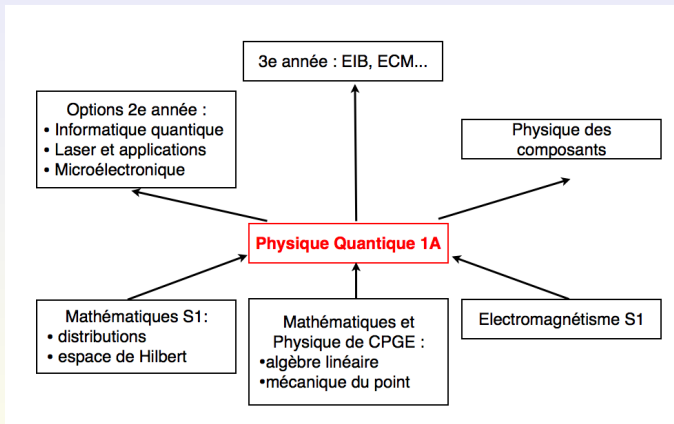 3e année : EIB, ECM...
Options 2e année :
• Informatique quantique
• Laser et applications
• Microélectronique
Physique des
composants
Physique Quantique 1A
Mathématiques S1:
• distributions
• espace de Hilbert
Mathématiques et
Physique de CPGE :
•algèbre linéaire
•mécanique du point
Electromagnétisme S1